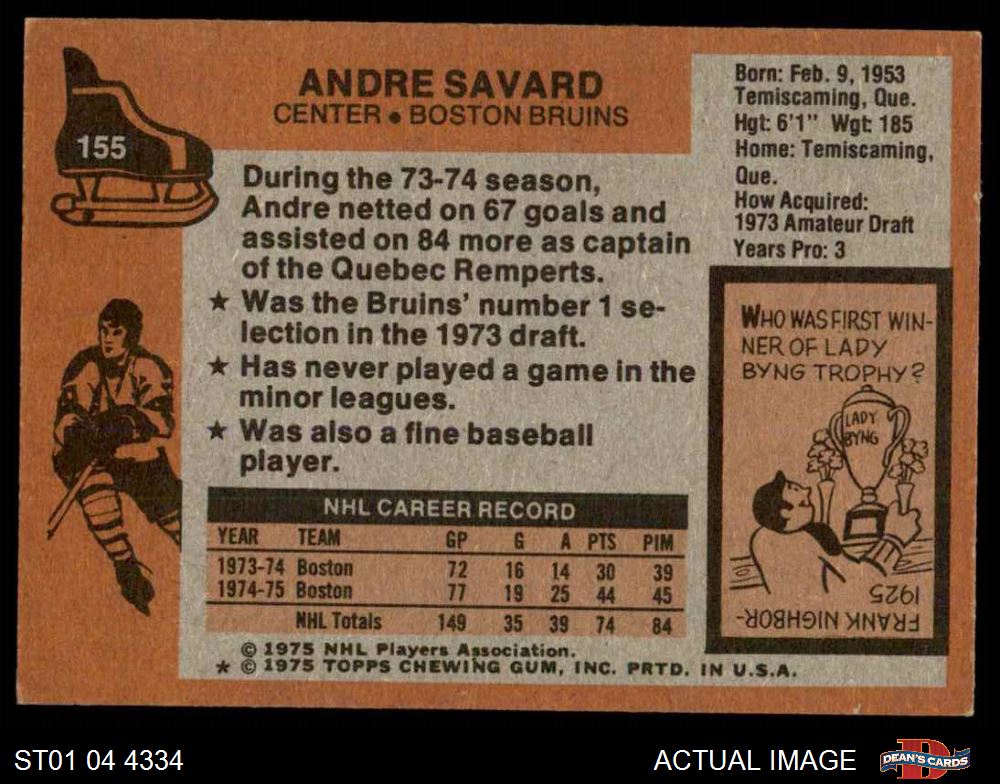 155
ANDRE SAVARD
CENTER • BOSTON BRUINS
Born: Feb. 9, 1953
Temiscaming, Que.
Hgt: 6'1" Wgt: 185
Home: Temiscaming,
Que.
How Acquired:
1973 Amateur Draft
Years Pro: 3
During the 73-74 season,
Andre netted on 67 goals and
assisted on 84 more as captain
of the Quebec Remperts.
★ Was the Bruins' number 1 se-
lection in the 1973 draft.
★ Has never played a game in the
minor leagues.
★ Was also a fine baseball
player.
WHO WAS FIRST WIN-
NER OF LADY
BYNG TROPHY?
LADY
BYNG
FRANK NIGHBOR-
1925
NHL CAREER RECORD
YEAR TEAM GP G A PTS PIM
1973-74 Boston 72 16 14 30 39
1974-75 Boston 77 19 25 44 45
NHL Totals 149 35 39 74 84
© 1975 NHL Players Association.
★ © 1975 TOPPS CHEWING GUM, INC. PRTD. IN U.S.A.
ST01 04 4334
ACTUAL IMAGE
DEAN'S CARDS